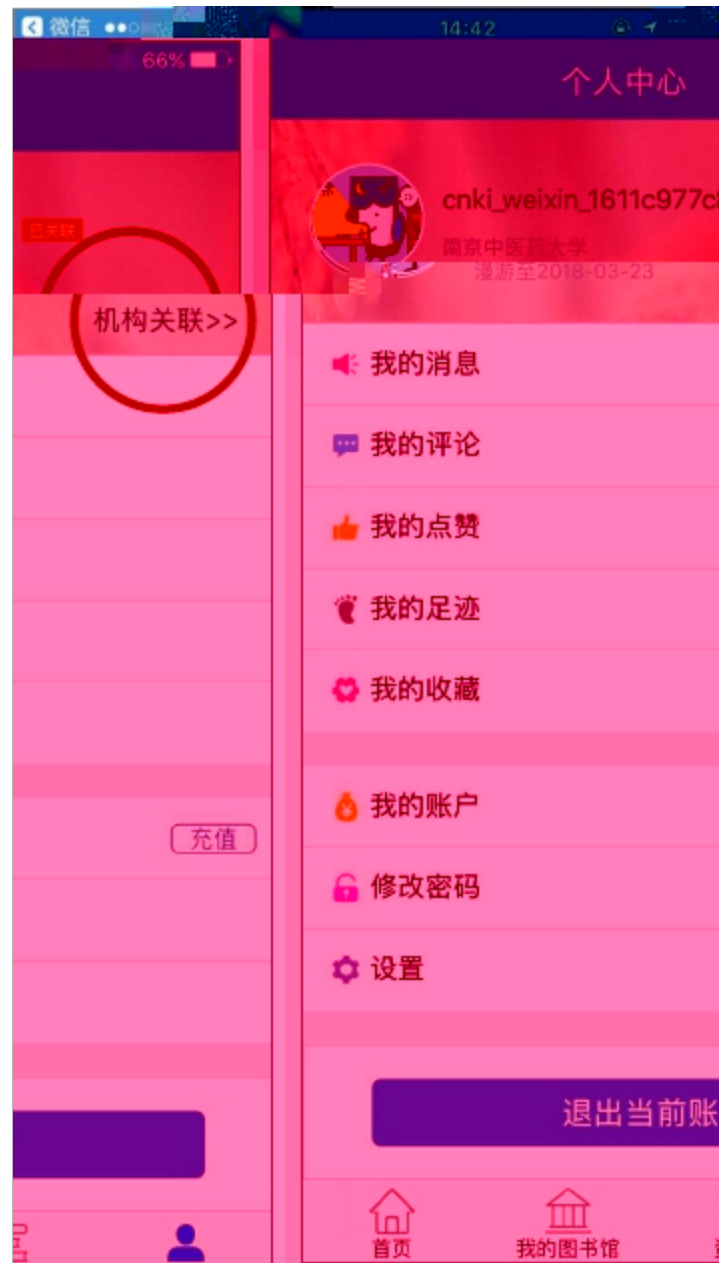 微信
14:42
66%
个人中心
已关联
cnki_weixin_1611c977c
南京中医药大学
漫游至2018-03-23
机构关联>>
我的消息
我的评论
我的点赞
我的足迹
我的收藏
我的账户
充值
修改密码
设置
退出当前账
首页
我的图书馆